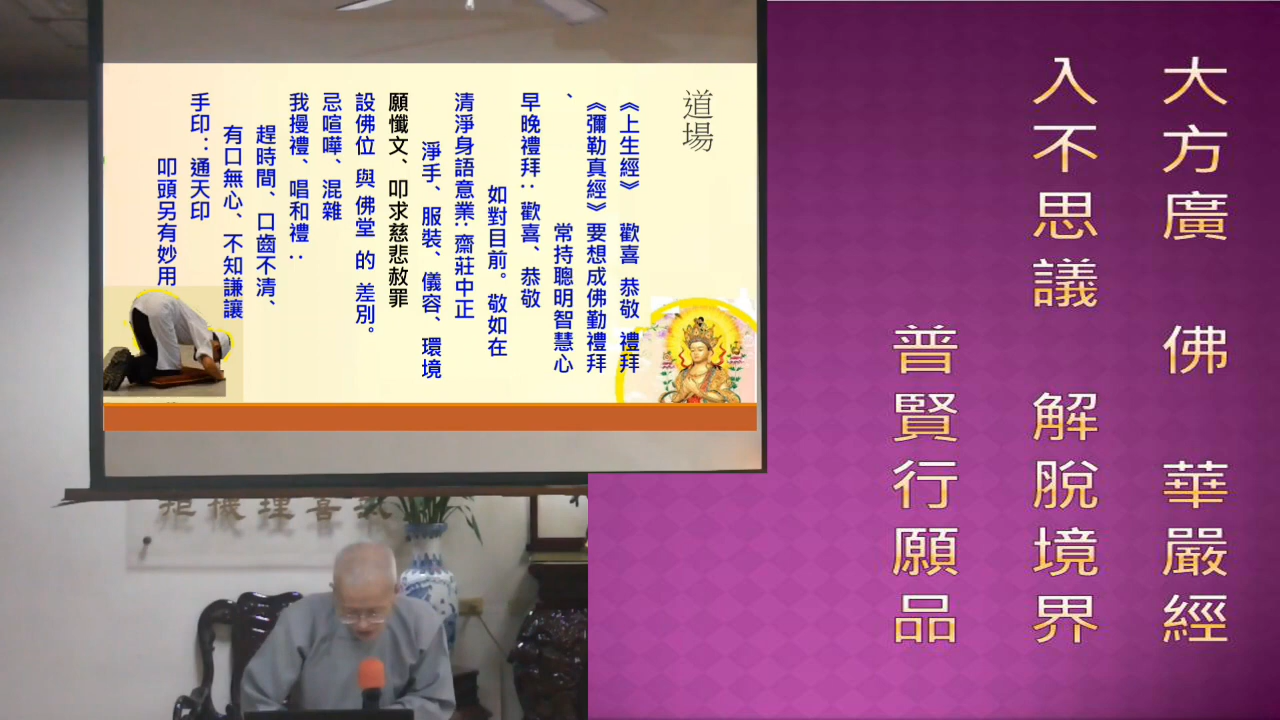 大方廣 佛 華嚴經
入不思議 解脫境界
普賢行願品
道場
《上生經》 歡喜 恭敬 禮拜
《彌勒真經》要想成佛勤禮拜
、 常持聰明智慧心
早晚禮拜：歡喜、恭敬
如對目前。敬如在
清淨身語意業：齋莊中正
淨手、服裝、儀容、環境
願懺文、叩求慈悲赦罪
設佛位 與 佛堂 的 差別。
忌喧嘩、混雜
我摱禮、唱和禮：
趕時間、口齒不清、
有口無心、不知謙讓
手印：通天印
叩頭另有妙用